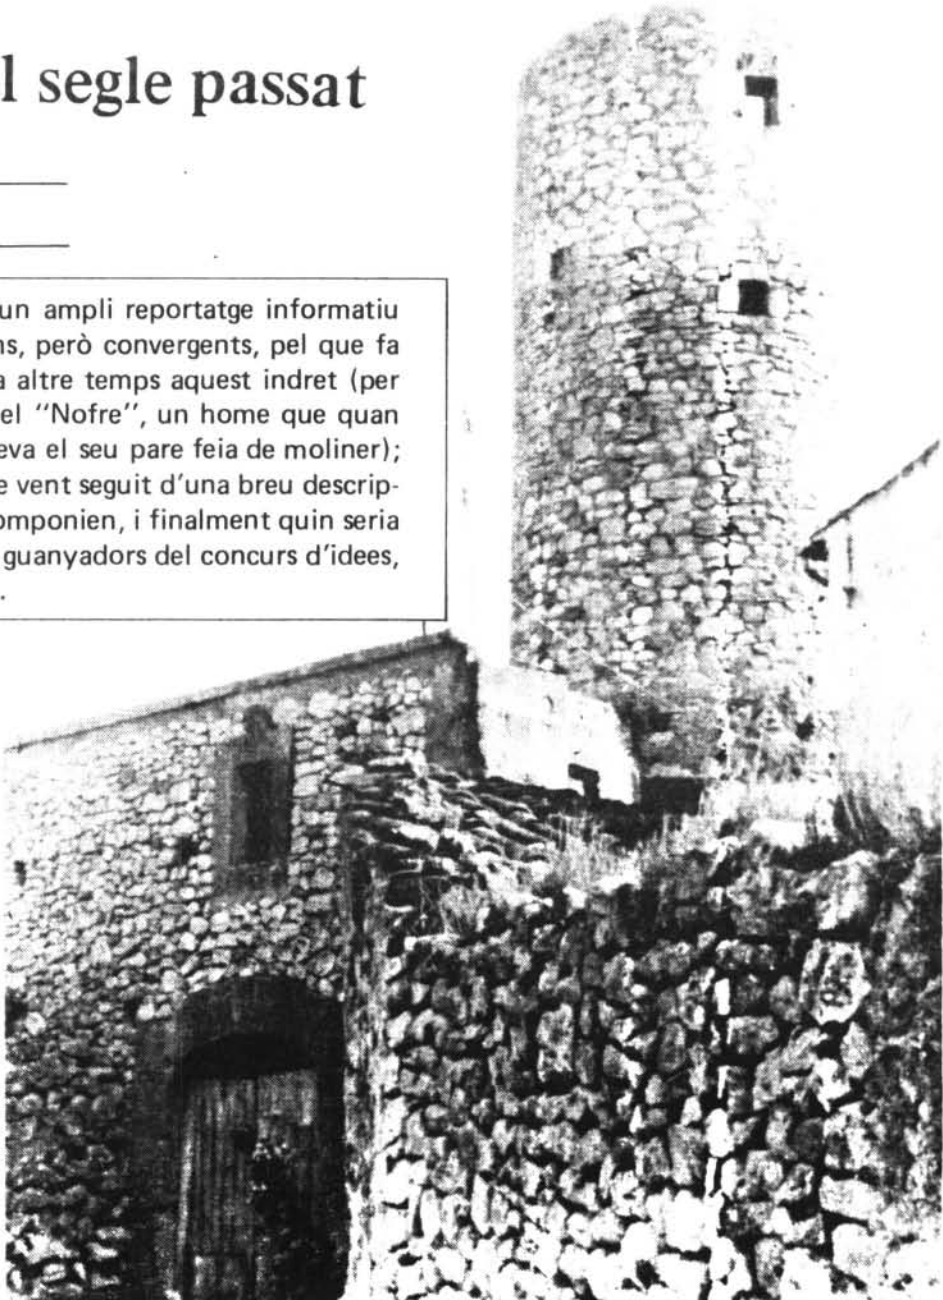 l segle passat
un ampli reportatge informatiu
ns, però convergents, pel que fa
a altre temps aquest indret (per
el "Nofre", un home que quan
eva el seu pare feia de moliner);
e vent seguit d'una breu descrip-
omponien, i finalment quin seria
guanyadors del concurs d'idees,
.